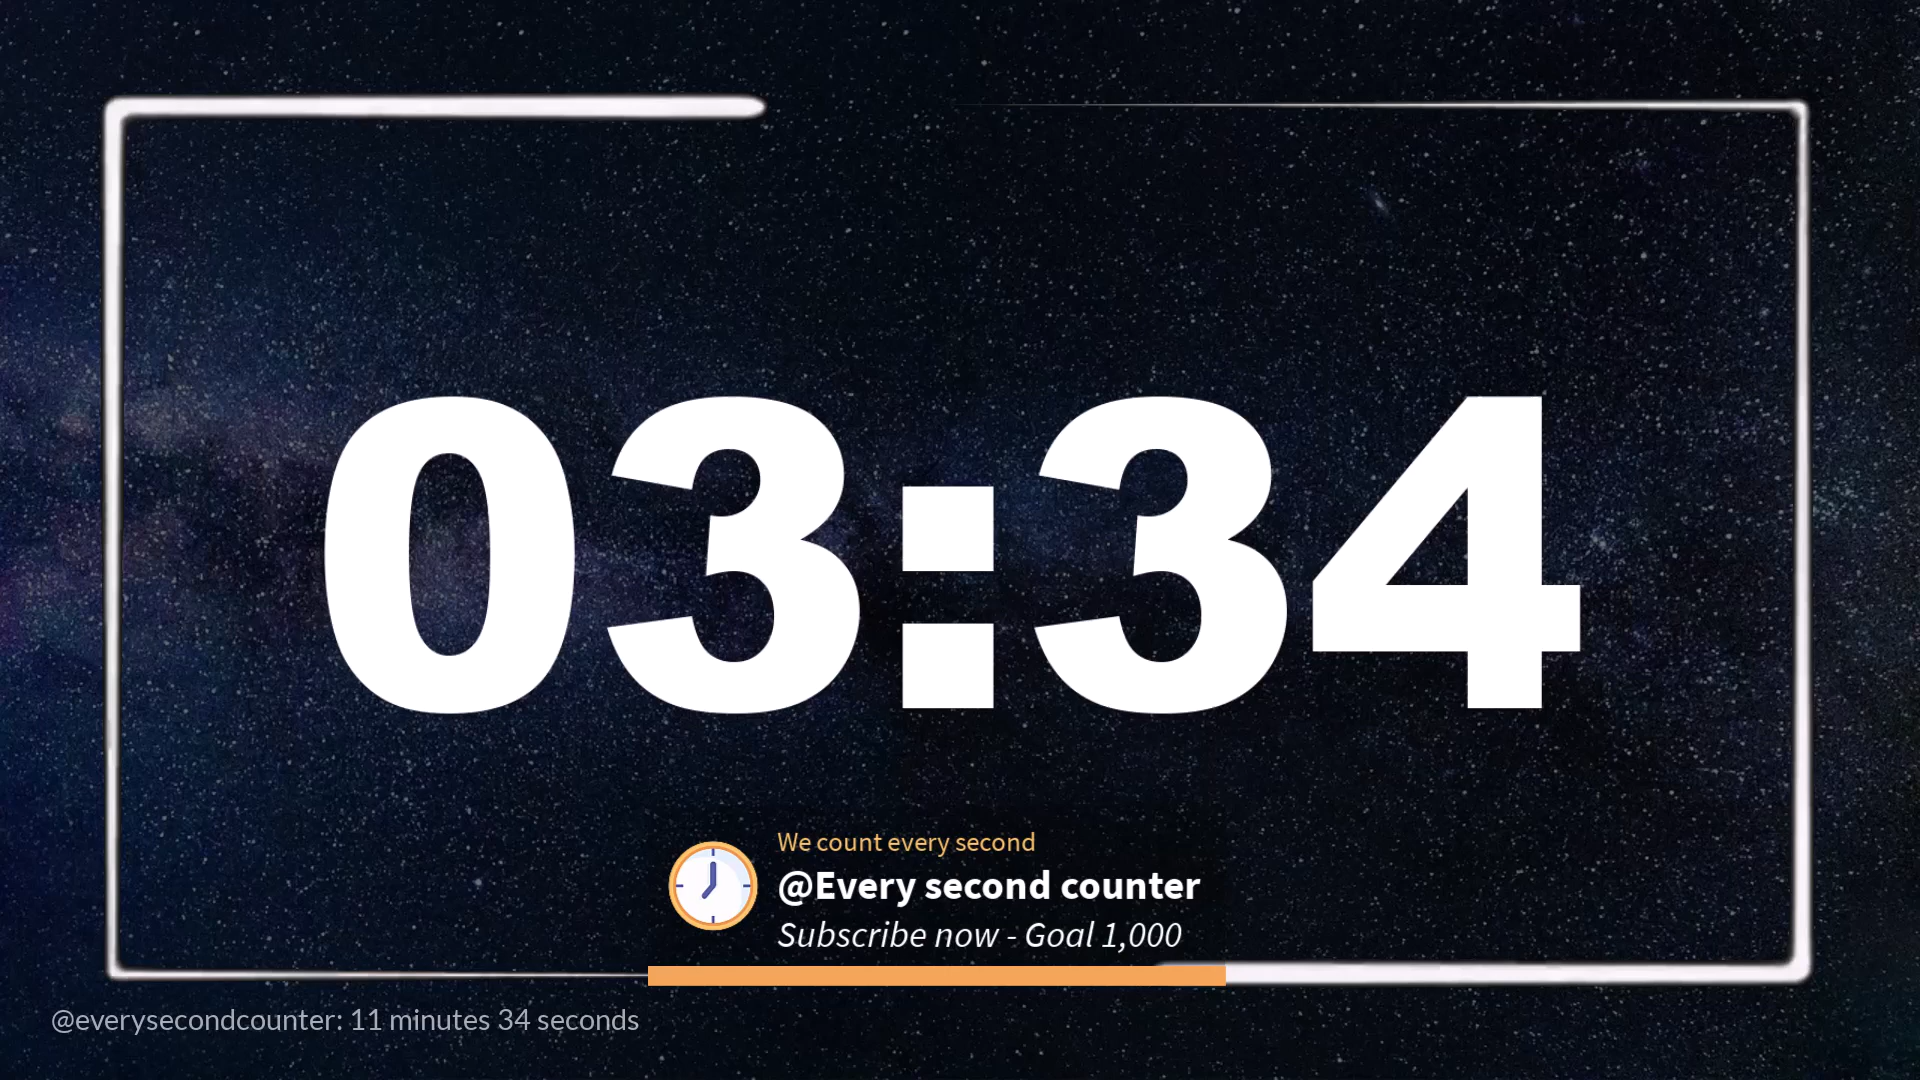 03:34
We count every second
@Every second counter
Subscribe now - Goal 1,000
@everysecondcounter: 11 minutes 34 seconds